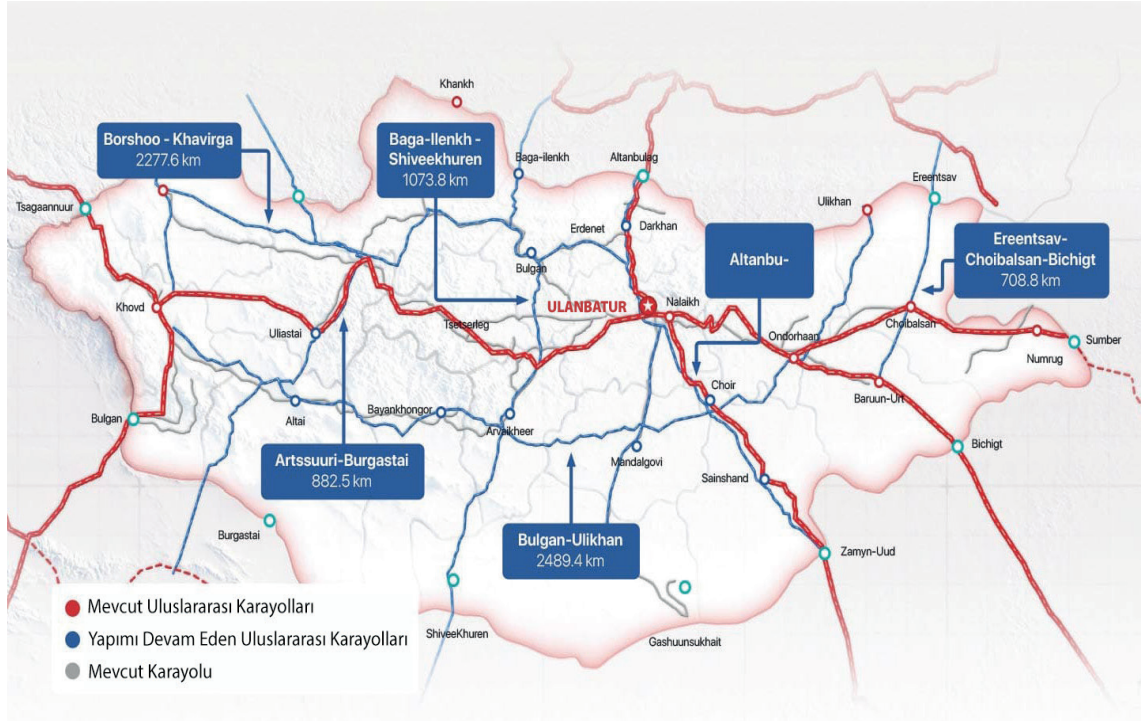 Khankh
Borshoo - Khavirga
2277.6 km
Baga-Ilenkh -
Shiveekhuren
1073.8 km
Baga-ilenkh
Altanbulag
Ereentsav
Tsagaannuur
Ulikhan
Erdenet
Darkhan
Bulgan
Altanbu-
Ereentsav-
Choibalsan-Bichigt
708.8 km
Khovd
ULANBATUR
Nalaikh
Uliastai
Tsetserleg
Ondorhaan
Choibalsan
Sumber
Numrug
Bulgan
Altai
Bayankhongor
Arvaikheer
Choir
Baruun-Urt
Artssuuri-Burgastai
882.5 km
Mandalgovi
Bichigt
Sainshand
Burgastai
Bulgan-Ulikhan
2489.4 km
Zamyn-Uud
ShiveeKhuren
Gashuunsukhait
Mevcut Uluslararası Karayolları
Yapımı Devam Eden Uluslararası Karayolları
Mevcut Karayolu